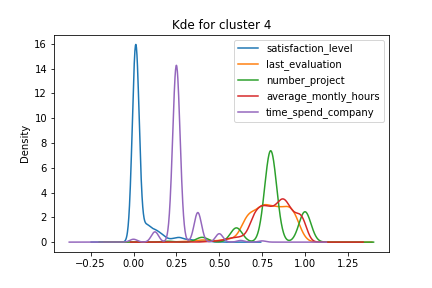 Kde for cluster 4
satisfaction_level
last_evaluation
number_project
average_montly_hours
time_spend_company
Density
16
14
12
10
8
6
4
2
0
−0.25 0.00 0.25 0.50 0.75 1.00 1.25